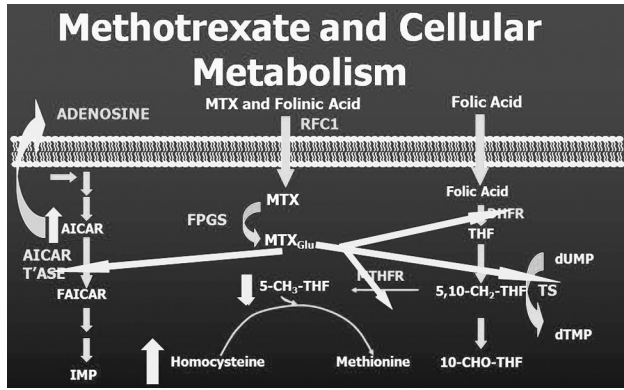 Methotrexate and Cellular
Metabolism
ADENOSINE
MTX and Folinic Acid
Folic Acid
RFC1
MTX
Folic Acid
FPGS
DHFR
AICAR
THF
MTXGlu
AICAR
T'ASE
dUMP
MTHFR
FAICAR
5-CH3-THF
5,10-CH2-THF
TS
dTMP
Homocysteine
Methionine
10-CHO-THF
IMP